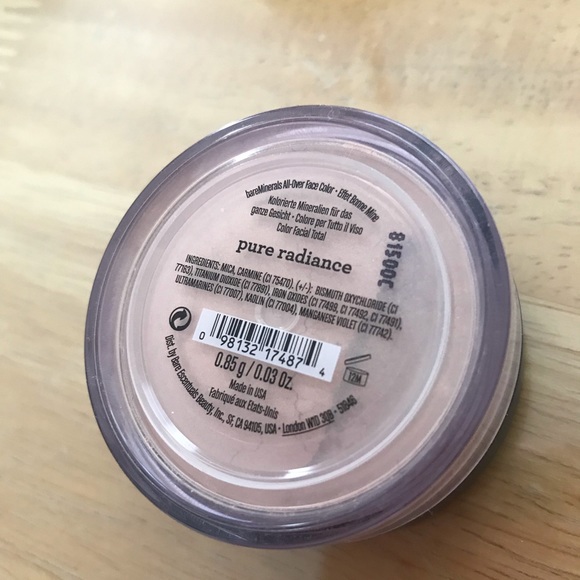 bareMinerals All-Over Face Color • Effet Bonne Mine
Kolorierte Mineralien für das
ganze Gesicht • Colore per Tutto il Viso
Color Facial Total
pure radiance
INGREDIENTS: MICA, CARMINE (CI 75470). (+/-): BISMUTH OXYCHLORIDE (CI
77163), TITANIUM DIOXIDE (CI 77891), IRON OXIDES (CI 77499, CI 77492, CI 77491),
ULTRAMARINES (CI 77007), KAOLIN (CI 77004), MANGANESE VIOLET (CI 77742).
0 98132 17487 4
0.85 g / 0.03 Oz.
12M
Made in USA
Fabriqué aux Etats-Unis
Dist. by Bare Escentuals Beauty, Inc., SF, CA 94105, USA • London W1D 3QB • 53648
81500C